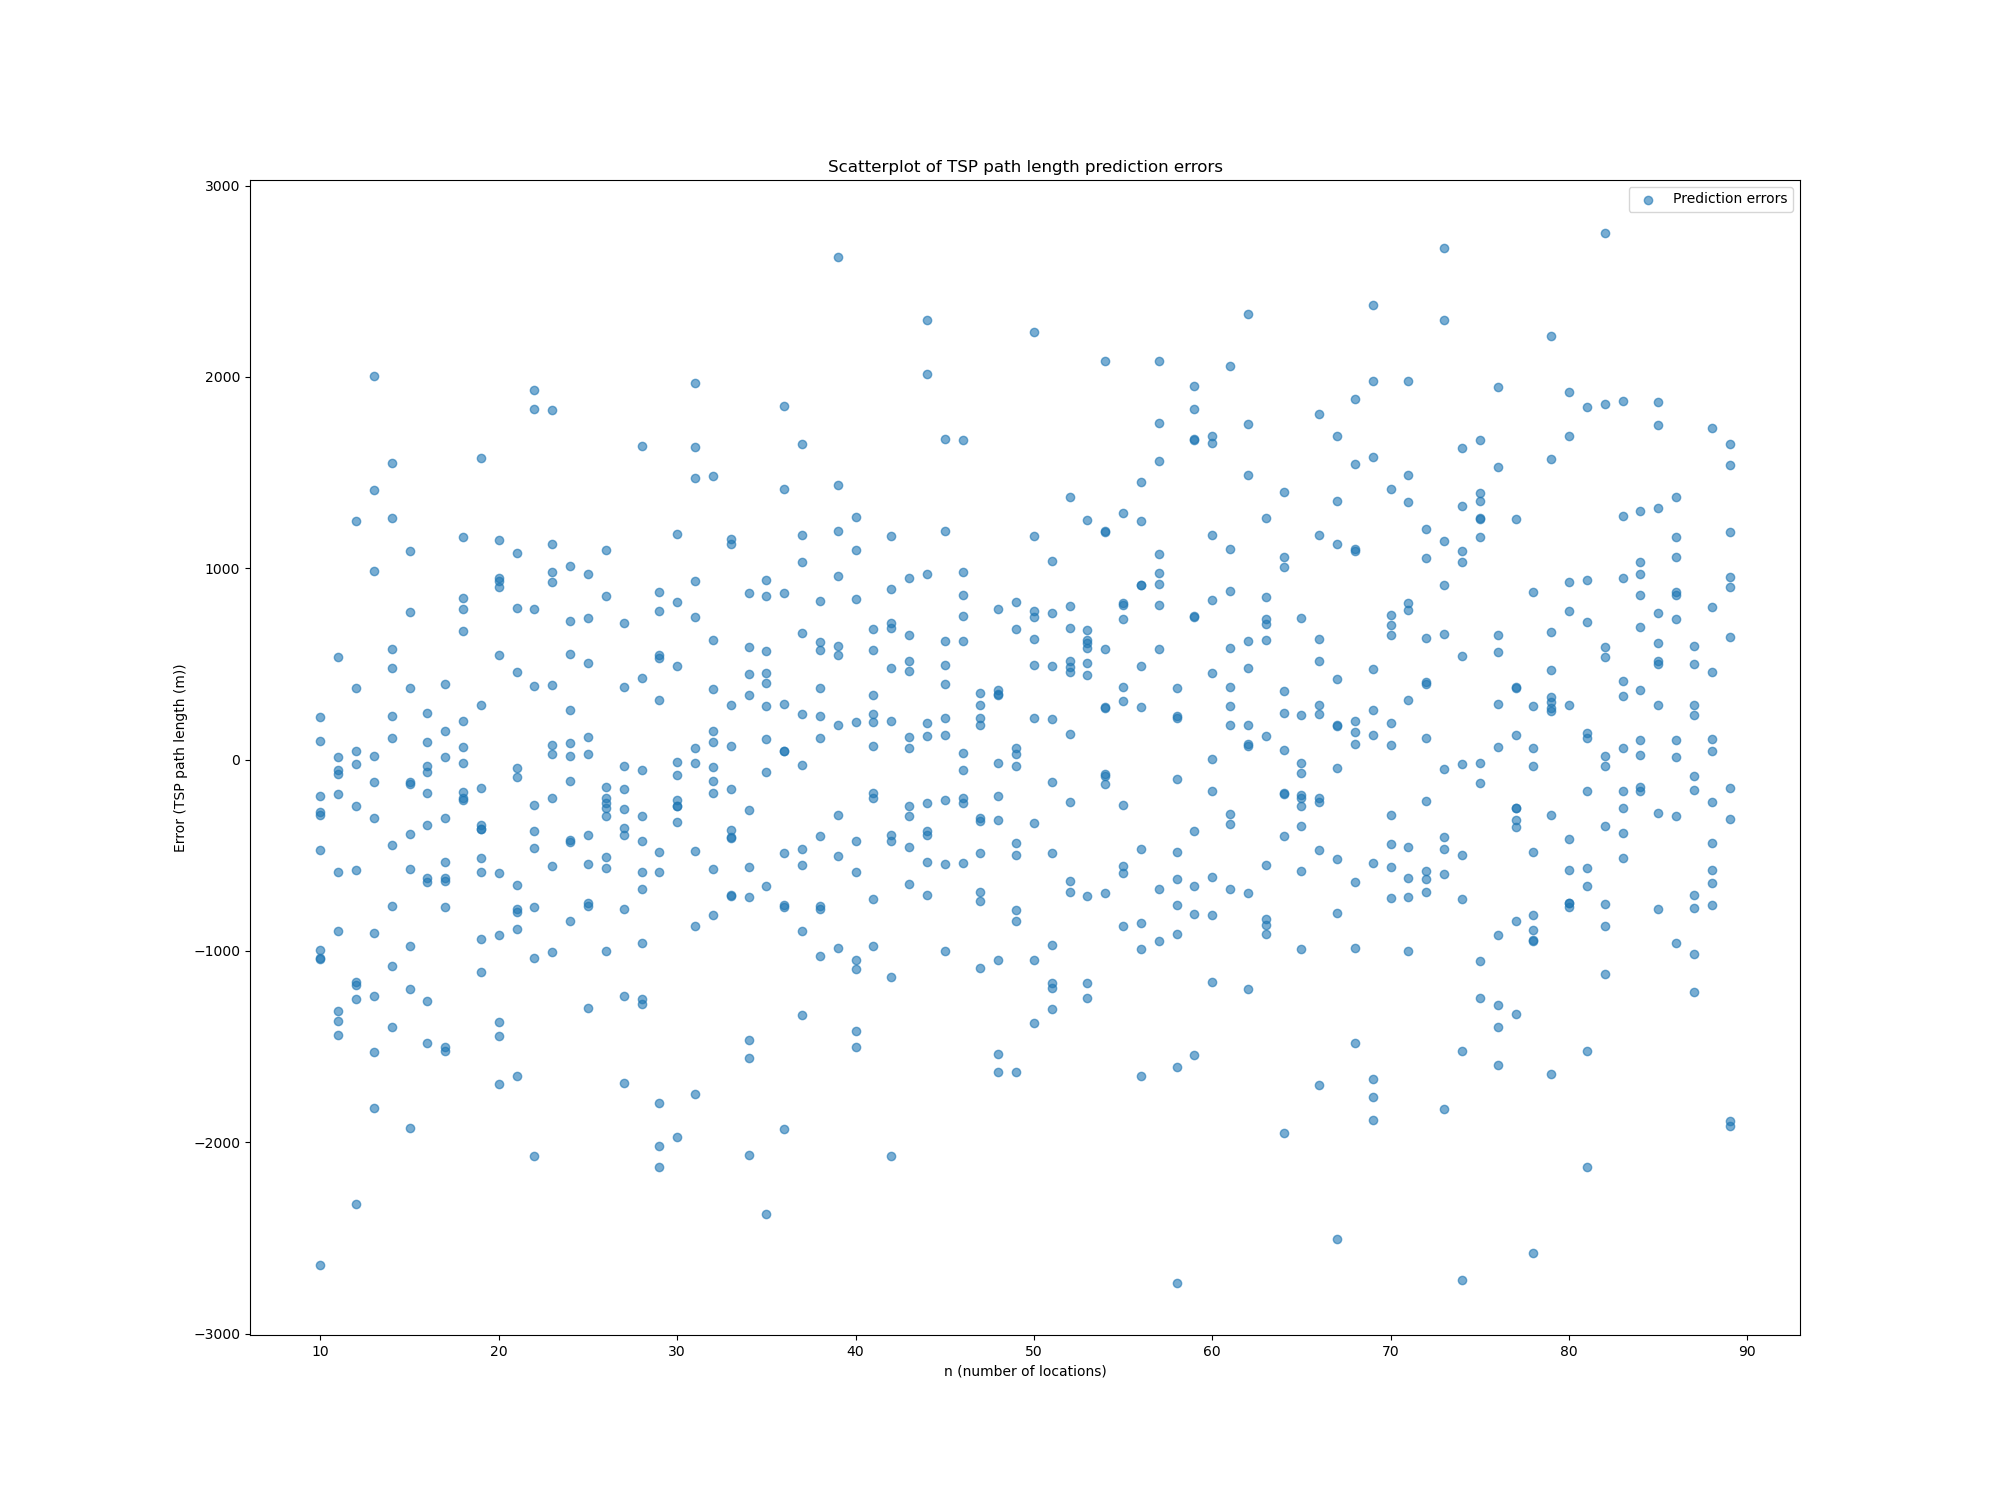 Scatterplot of TSP path length prediction errors
Prediction errors
Error (TSP path length (m))
3000
2000
1000
0
−1000
−2000
−3000
10 20 30 40 50 60 70 80 90
n (number of locations)